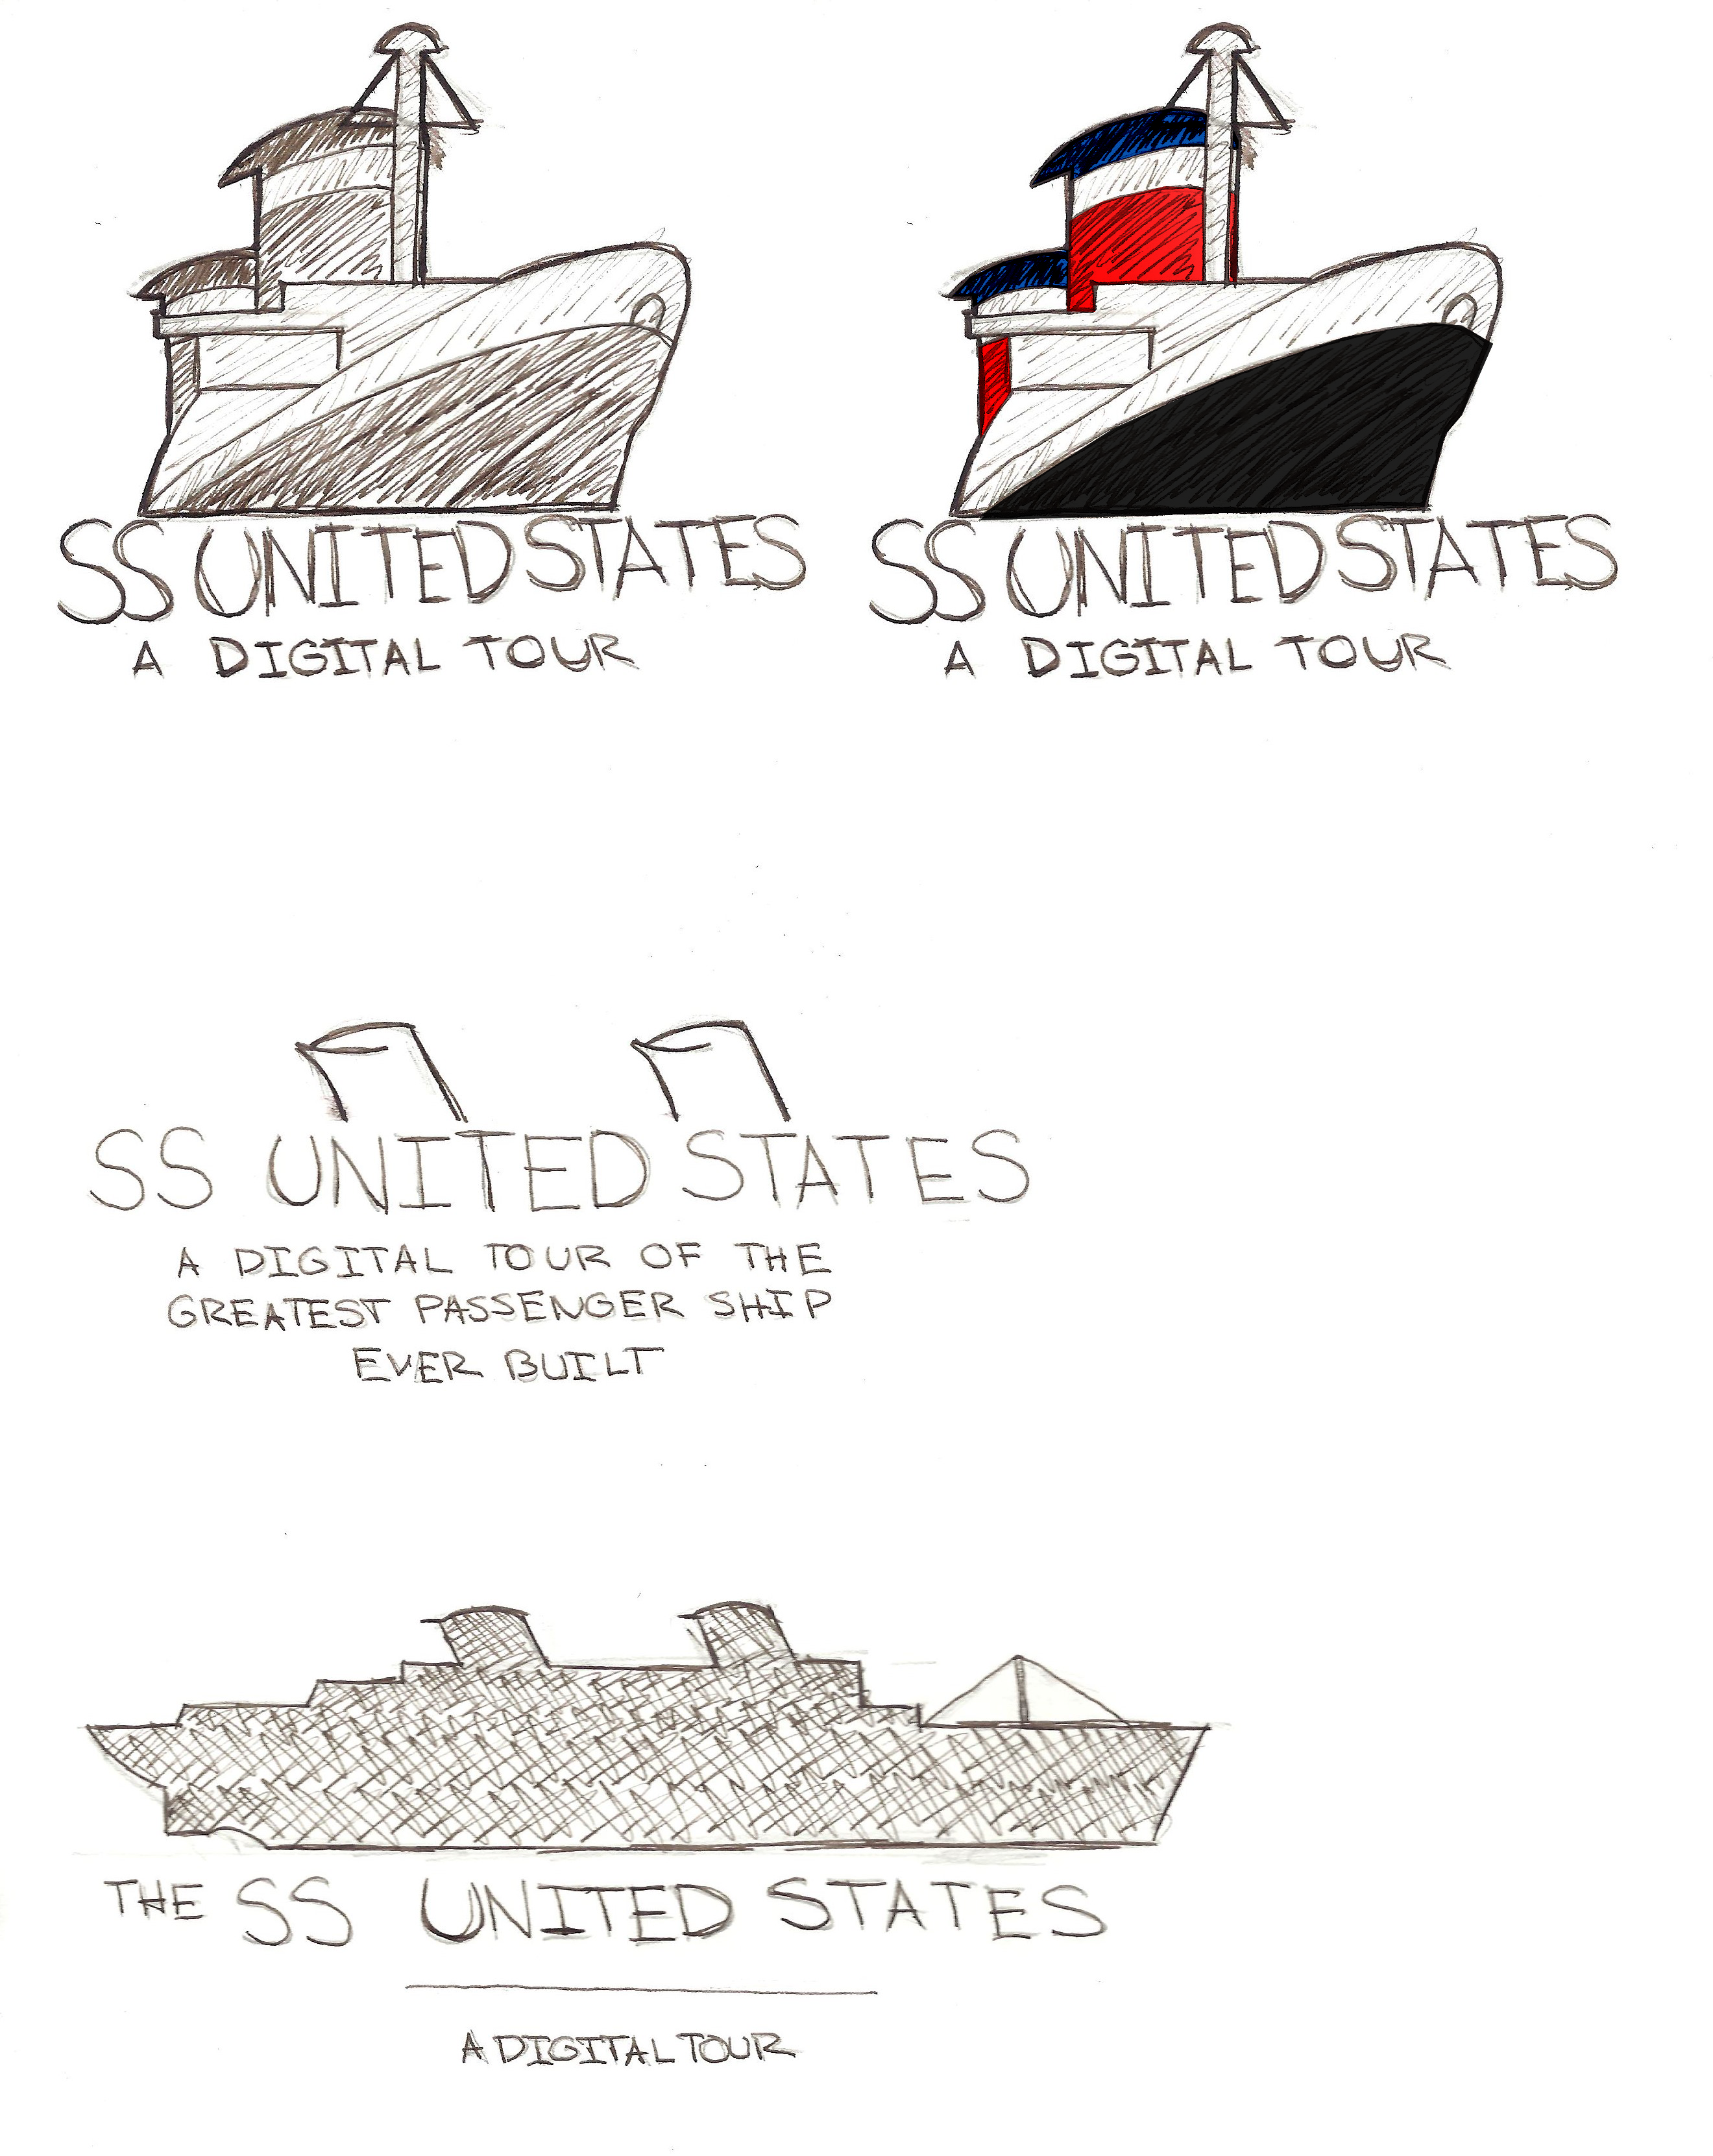 SS UNITED STATES
A DIGITAL TOUR
SS UNITED STATES
A DIGITAL TOUR
SS UNITED STATES
A DIGITAL TOUR OF THE
GREATEST PASSENGER SHIP
EVER BUILT
THE SS UNITED STATES
A DIGITAL TOUR